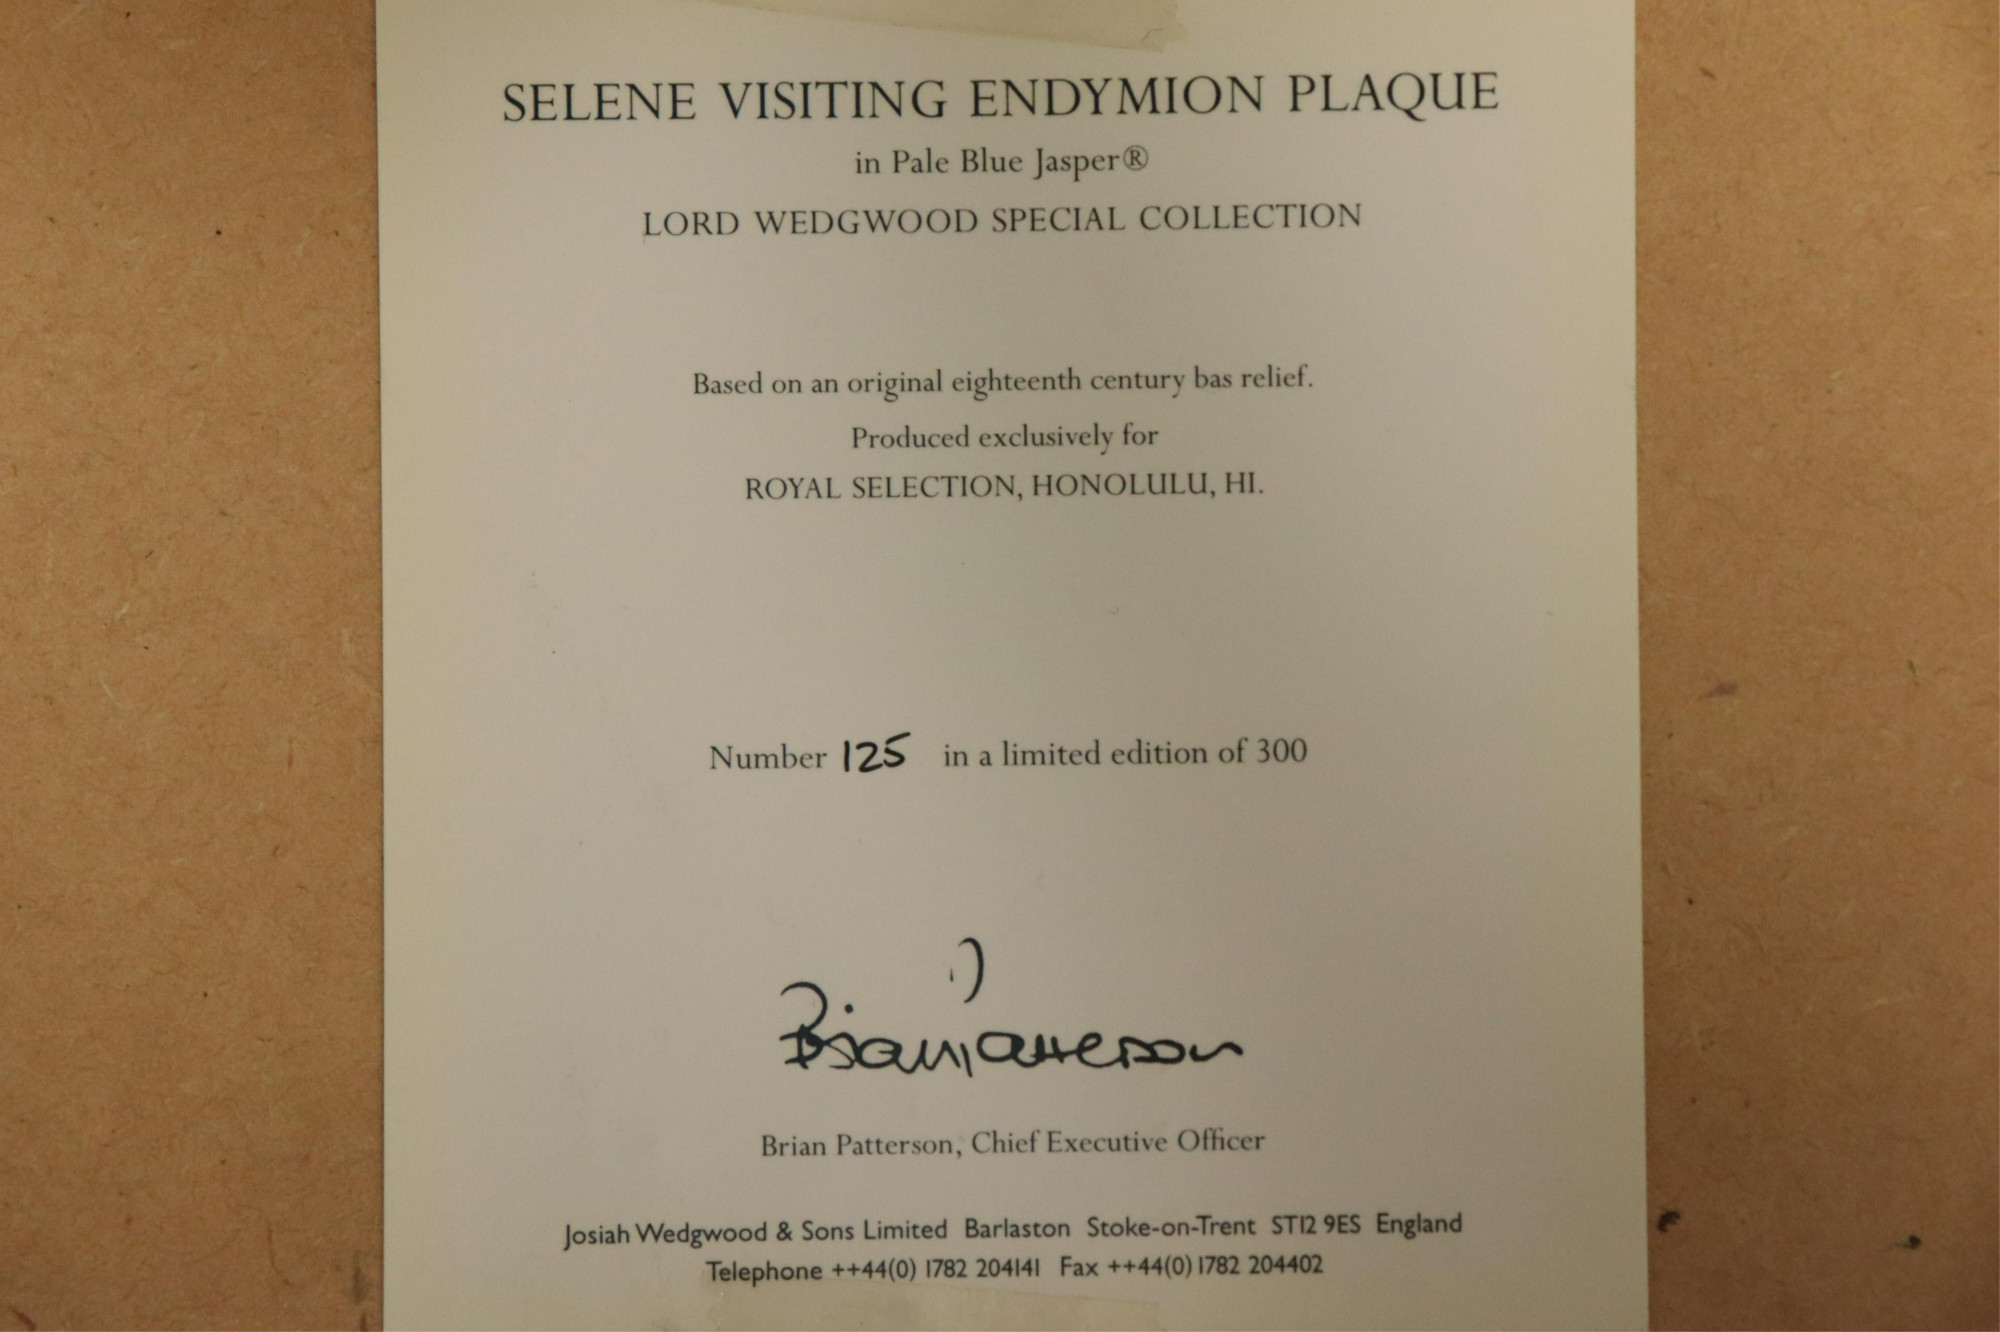 SELENE VISITING ENDYMION PLAQUE
in Pale Blue Jasper®
LORD WEDGWOOD SPECIAL COLLECTION
Based on an original eighteenth century bas relief.
Produced exclusively for
ROYAL SELECTION, HONOLULU, HI.
Number 125 in a limited edition of 300
Brian Patterson
Brian Patterson, Chief Executive Officer
Josiah Wedgwood & Sons Limited Barlaston Stoke-on-Trent ST12 9ES England
Telephone ++44(0) 1782 204141 Fax ++44(0) 1782 204402